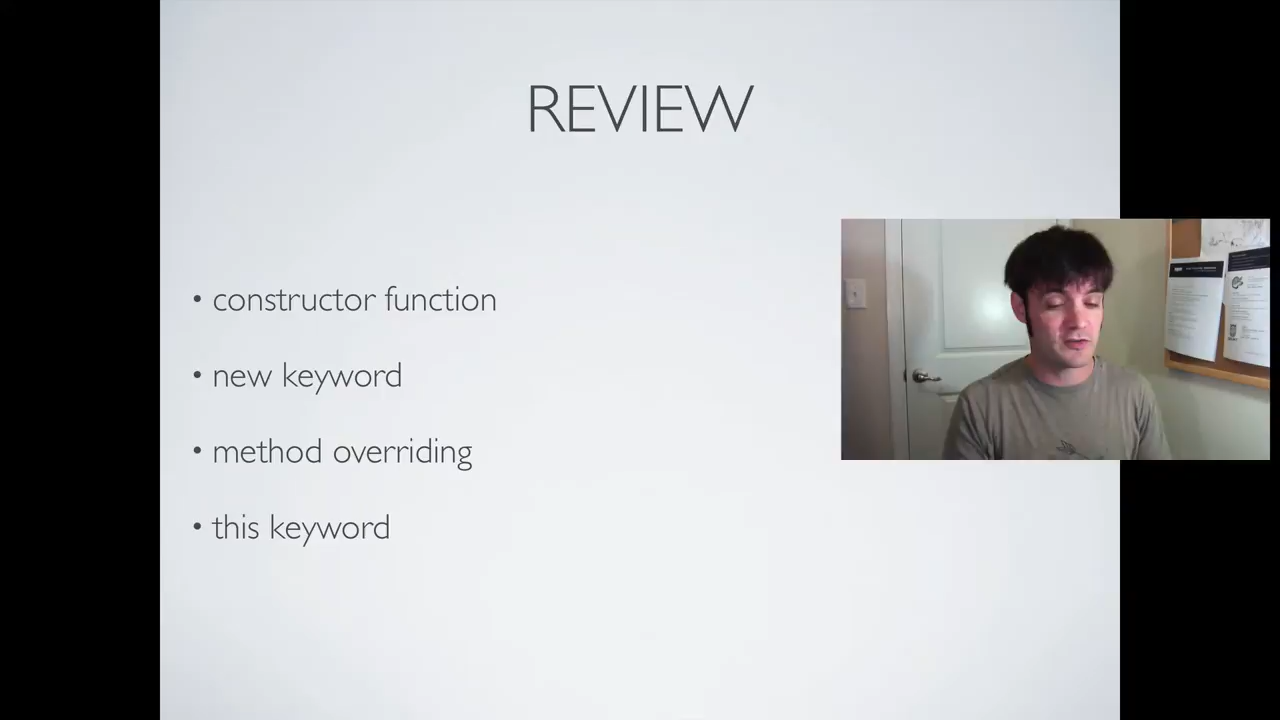 REVIEW
• constructor function
• new keyword
• method overriding
• this keyword